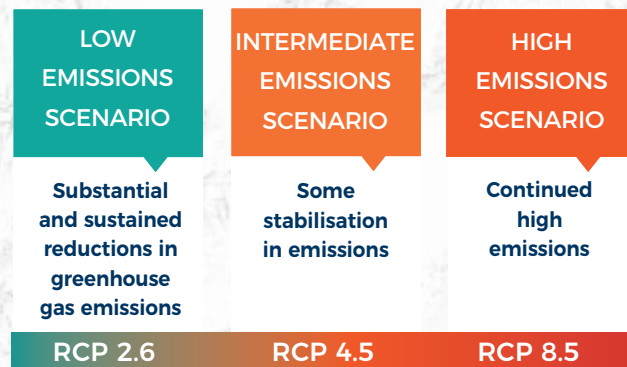 LOW
EMISSIONS
SCENARIO
Substantial
and sustained
reductions in
greenhouse
gas emissions
RCP 2.6
INTERMEDIATE
EMISSIONS
SCENARIO
Some
stabilisation
in emissions
RCP 4.5
HIGH
EMISSIONS
SCENARIO
Continued
high
emissions
RCP 8.5